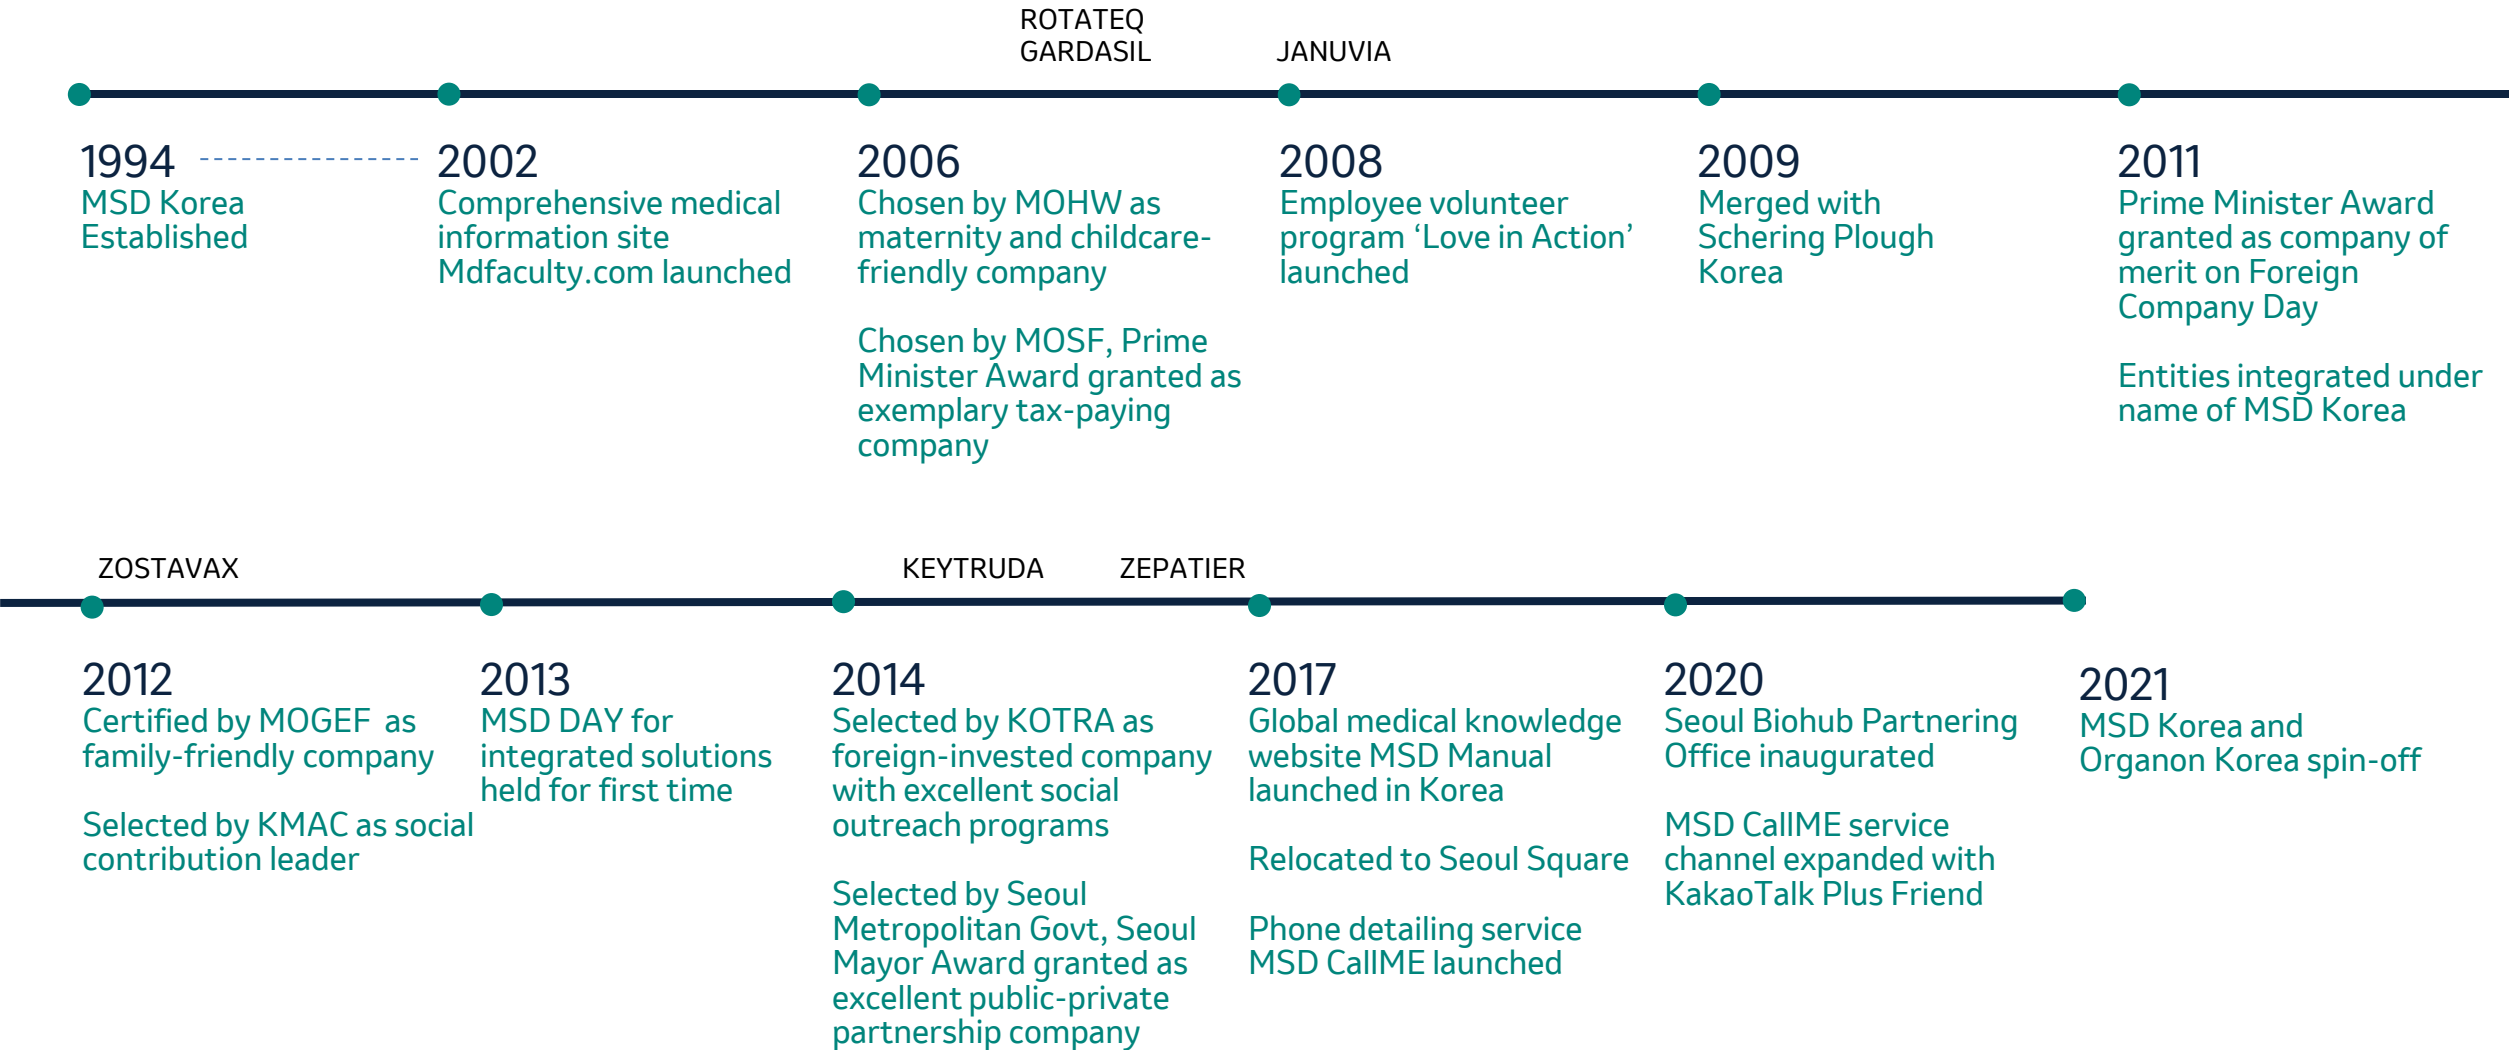 ROTATEQ
GARDASIL
JANUVIA
1994
MSD Korea
Established
2002
Comprehensive medical
information site
Mdfaculty.com launched
2006
Chosen by MOHW as
maternity and childcare-
friendly company
Chosen by MOSF, Prime
Minister Award granted as
exemplary tax-paying
company
2008
Employee volunteer
program ‘Love in Action’
launched
2009
Merged with
Schering Plough
Korea
2011
Prime Minister Award
granted as company of
merit on Foreign
Company Day
Entities integrated under
name of MSD Korea
ZOSTAVAX
KEYTRUDA
ZEPATIER
2012
Certified by MOGEF as
family-friendly company
Selected by KMAC as social
contribution leader
2013
MSD DAY for
integrated solutions
held for first time
2014
Selected by KOTRA as
foreign-invested company
with excellent social
outreach programs
Selected by Seoul
Metropolitan Govt, Seoul
Mayor Award granted as
excellent public-private
partnership company
2017
Global medical knowledge
website MSD Manual
launched in Korea
Relocated to Seoul Square
Phone detailing service
MSD CallME launched
2020
Seoul Biohub Partnering
Office inaugurated
MSD CallME service
channel expanded with
KakaoTalk Plus Friend
2021
MSD Korea and
Organon Korea spin-off